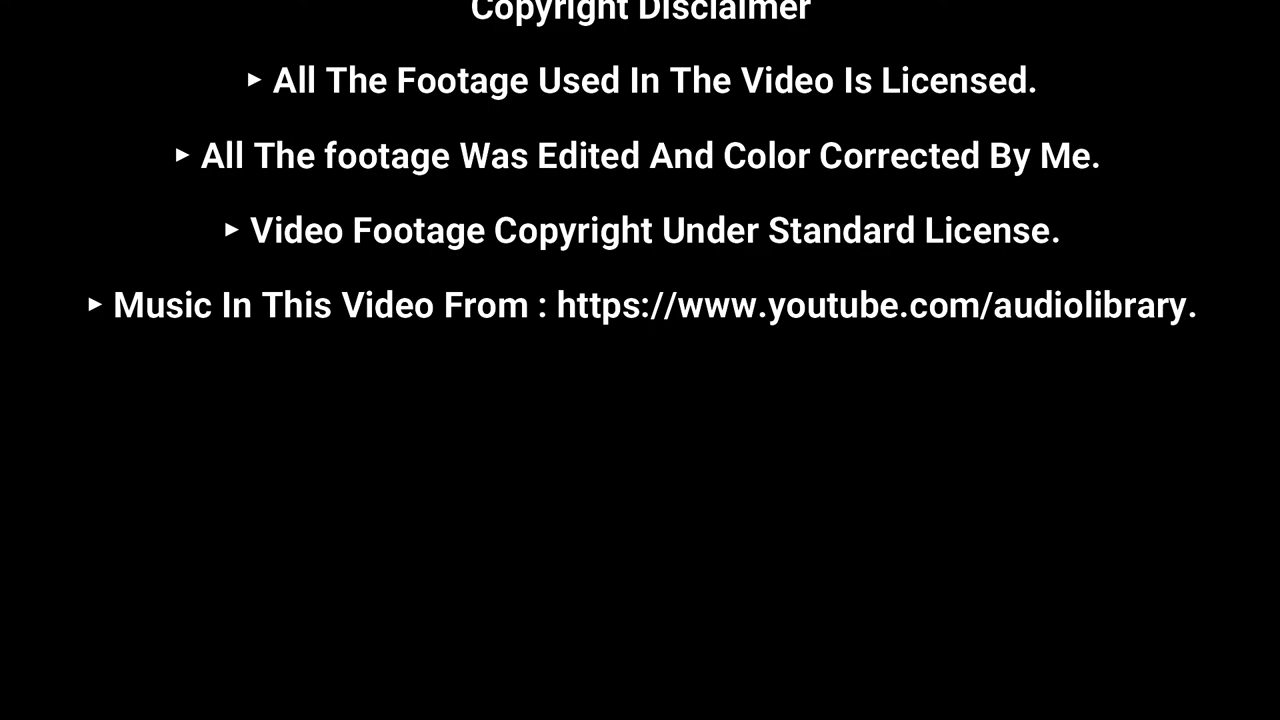 Copyright Disclaimer
‣ All The Footage Used In The Video Is Licensed.
‣ All The footage Was Edited And Color Corrected By Me.
‣ Video Footage Copyright Under Standard License.
‣ Music In This Video From : https://www.youtube.com/audiolibrary.